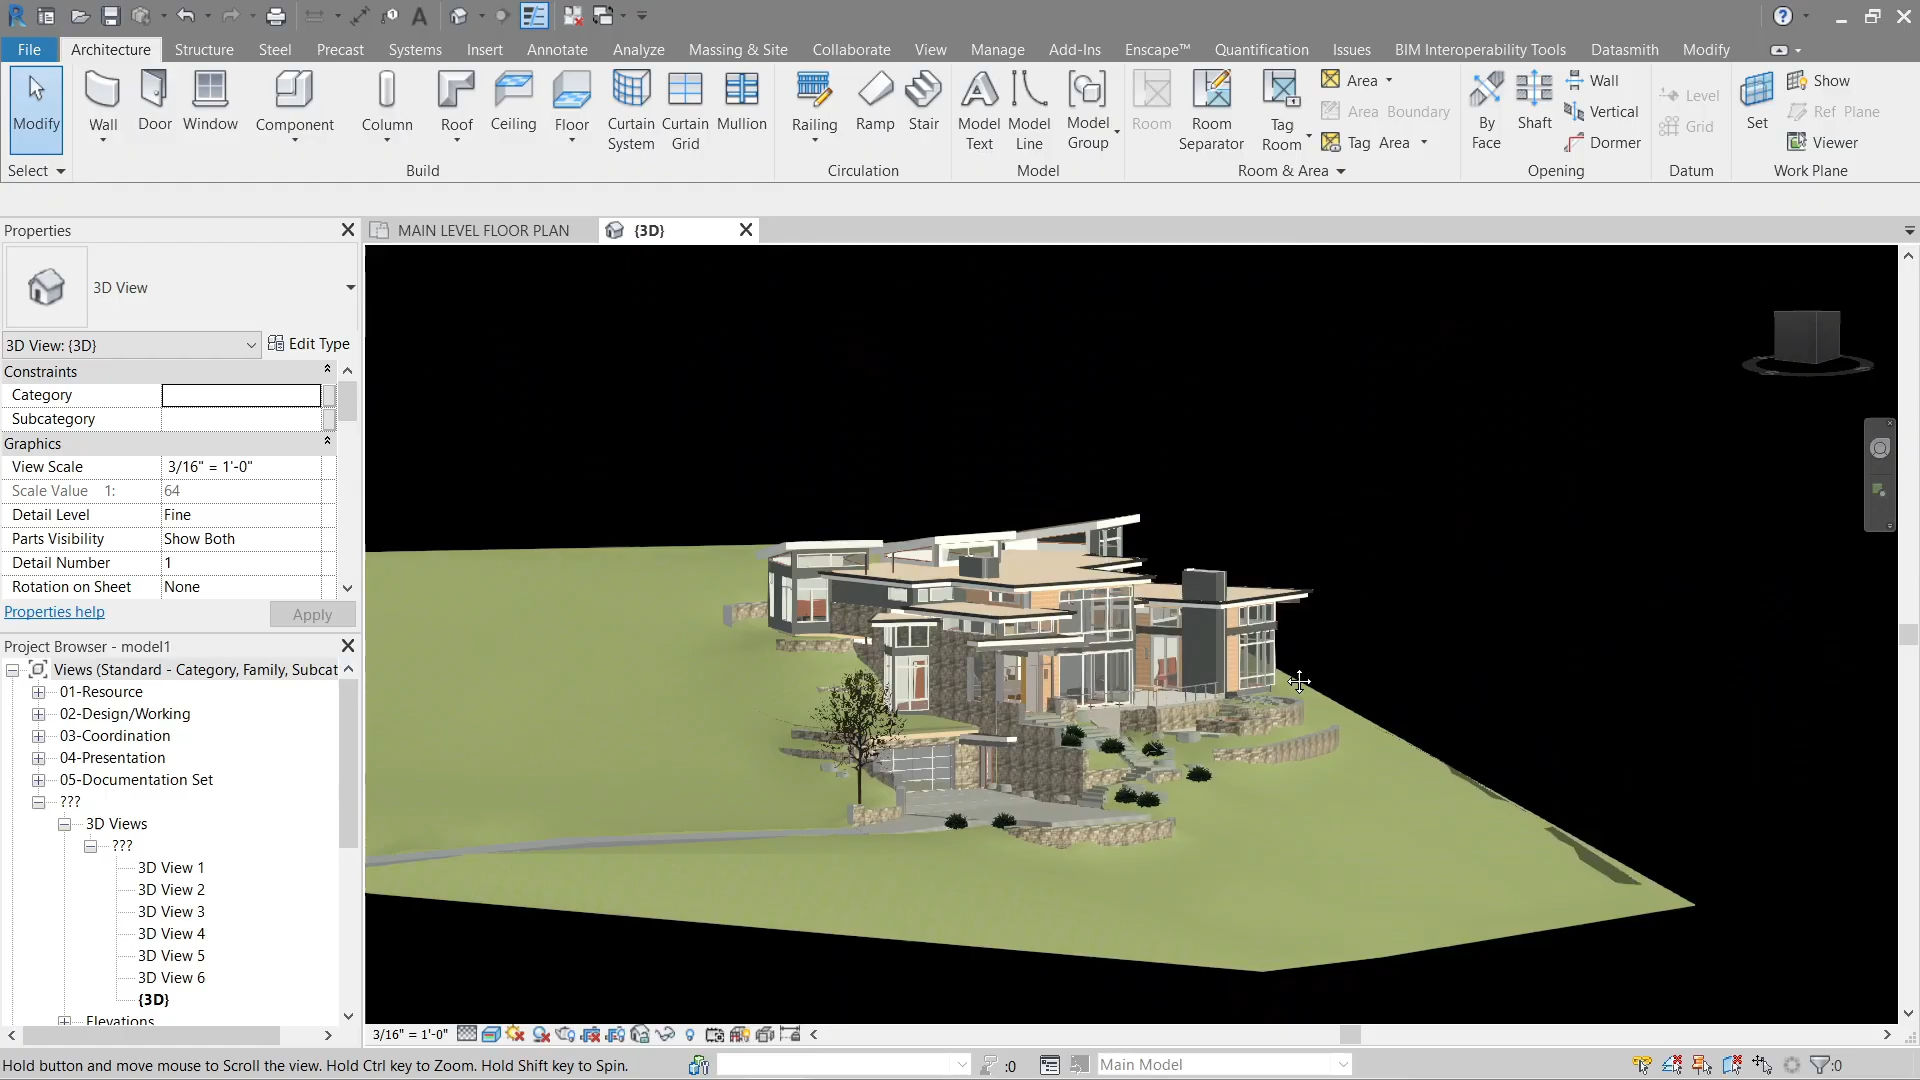 File Architecture Structure Steel Precast Systems Insert Annotate Analyze Massing & Site Collaborate View Manage Add-Ins Enscape™ Quantification Issues BIM Interoperability Tools Datasmith Modify
Modify
Wall
Door
Window
Component
Column
Roof
Ceiling
Floor
Curtain
System
Curtain
Grid
Mullion
Railing
Ramp
Stair
Model
Text
Model
Line
Model
Group
Room
Room
Separator
Tag
Room
Area
Area Boundary
Tag Area
By
Face
Shaft
Wall
Vertical
Dormer
Level
Grid
Set
Show
Ref Plane
Viewer
Select
Build
Circulation
Model
Room & Area
Opening
Datum
Work Plane
Properties
MAIN LEVEL FLOOR PLAN
{3D}
3D View
3D View: {3D}
Edit Type
Constraints
Category
Subcategory
Graphics
View Scale 3/16" = 1'-0"
Scale Value 1: 64
Detail Level Fine
Parts Visibility Show Both
Detail Number 1
Rotation on Sheet None
Properties help
Apply
Project Browser - model1
Views (Standard - Category, Family, Subcat
01-Resource
02-Design/Working
03-Coordination
04-Presentation
05-Documentation Set
???
3D Views
???
3D View 1
3D View 2
3D View 3
3D View 4
3D View 5
3D View 6
{3D}
Elevations
3/16" = 1'-0"
Hold button and move mouse to Scroll the view. Hold Ctrl key to Zoom. Hold Shift key to Spin.
:0
Main Model
:0